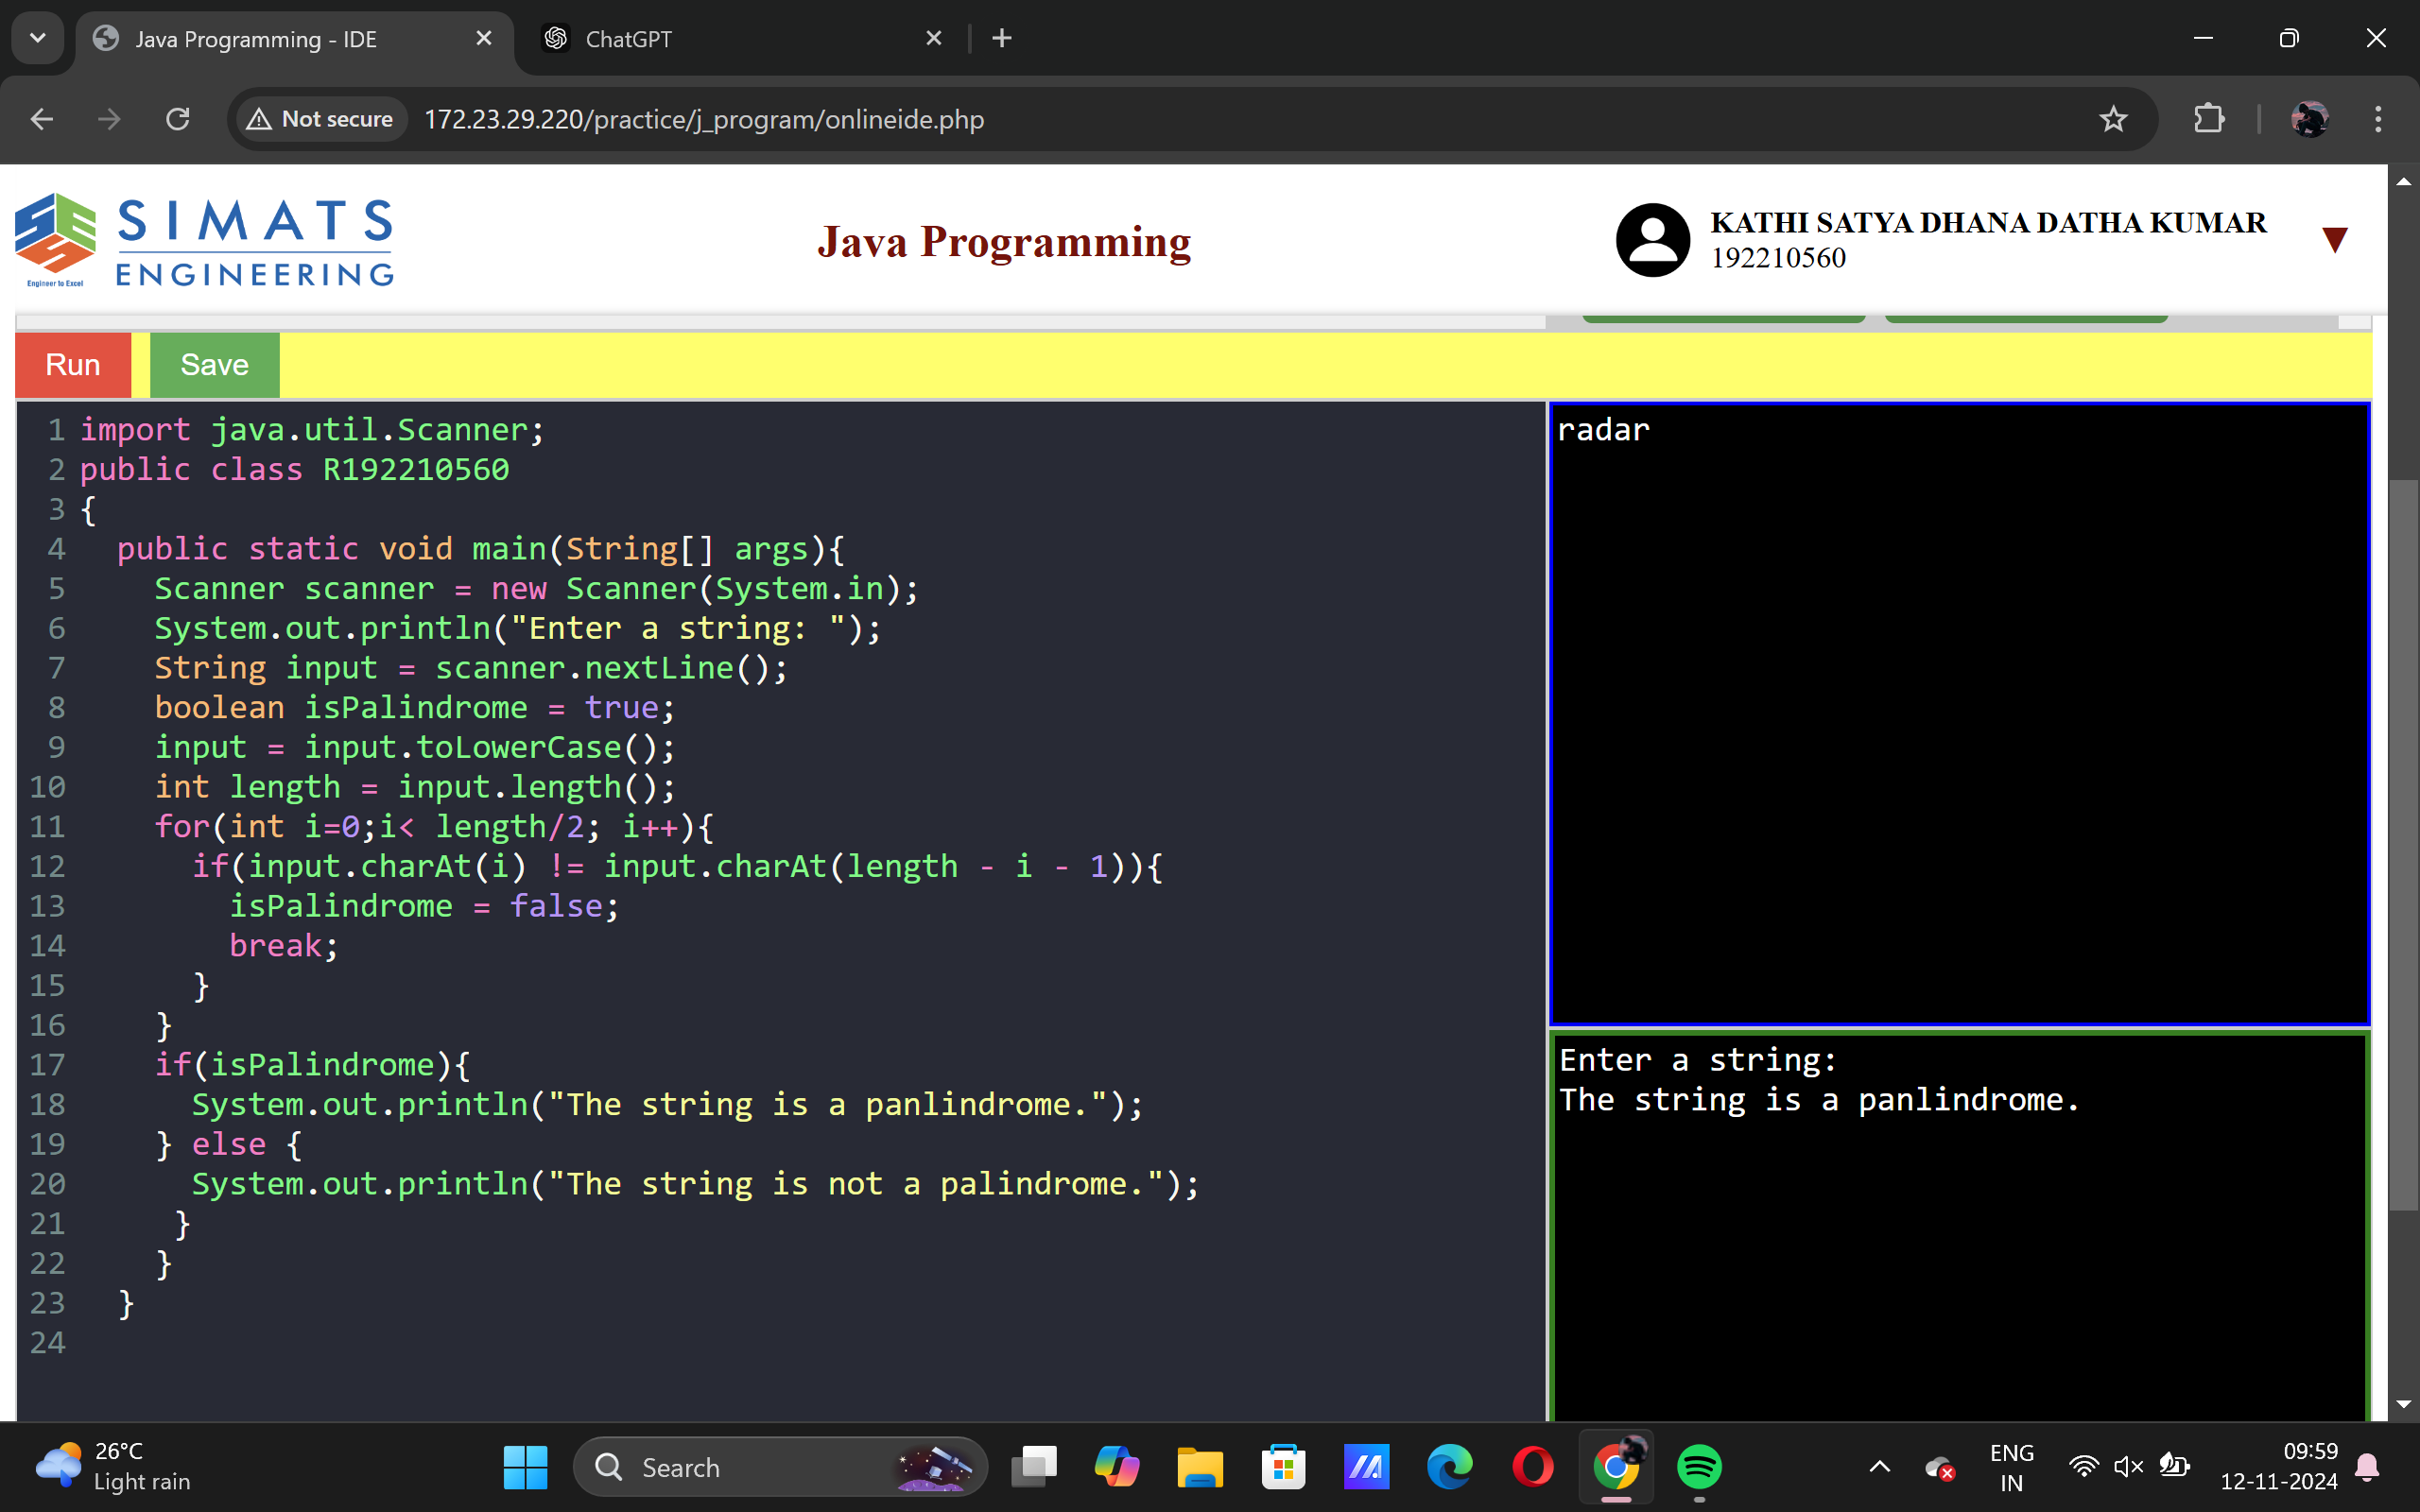 Java Programming - IDE
ChatGPT
Not secure
172.23.29.220/practice/j_program/onlineide.php
SIMATS
ENGINEERING
Engineer to Excel
Java Programming
KATHI SATYA DHANA DATHA KUMAR
192210560
Run
Save
1 import java.util.Scanner;
2 public class R192210560
3 {
4   public static void main(String[] args){
5     Scanner scanner = new Scanner(System.in);
6     System.out.println("Enter a string: ");
7     String input = scanner.nextLine();
8     boolean isPalindrome = true;
9     input = input.toLowerCase();
10     int length = input.length();
11     for(int i=0;i< length/2; i++){
12       if(input.charAt(i) != input.charAt(length - i - 1)){
13         isPalindrome = false;
14         break;
15       }
16     }
17     if(isPalindrome){
18       System.out.println("The string is a panlindrome.");
19     } else {
20       System.out.println("The string is not a palindrome.");
21      }
22     }
23   }
24
radar
Enter a string:
The string is a panlindrome.
26°C
Light rain
Search
ENG
IN
09:59
12-11-2024